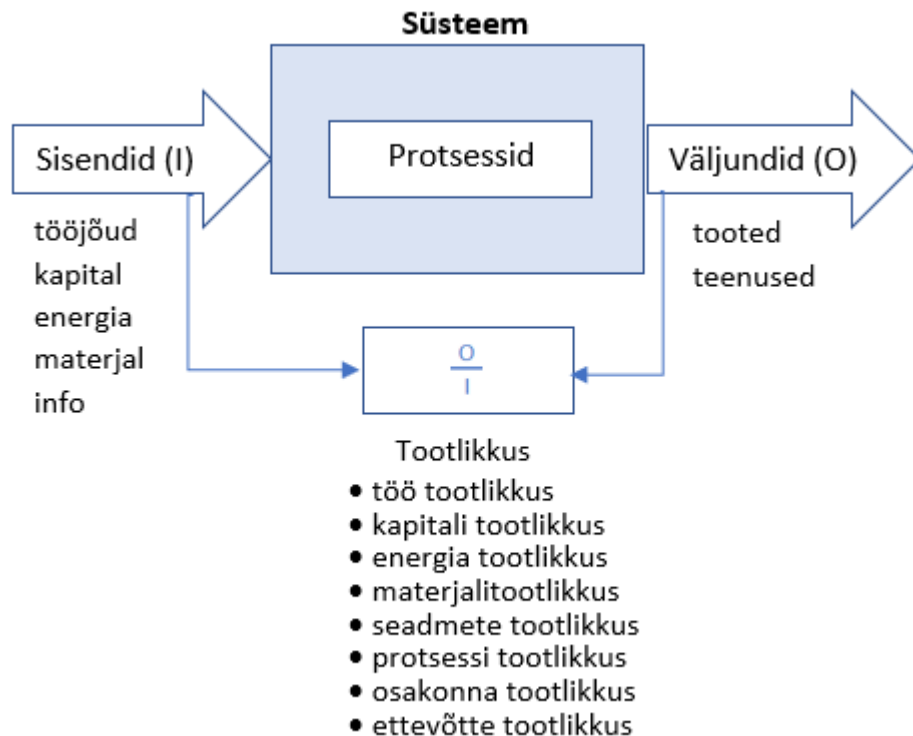 Süsteem
Sisendid (I)
Protsessid
Väljundid (O)
tööjõud
kapital
energia
materjal
info
tooted
teenused
O
I
Tootlikkus
• töö tootlikkus
• kapitali tootlikkus
• energia tootlikkus
• materjalitootlikkus
• seadmete tootlikkus
• protsessi tootlikkus
• osakonna tootlikkus
• ettevõtte tootlikkus